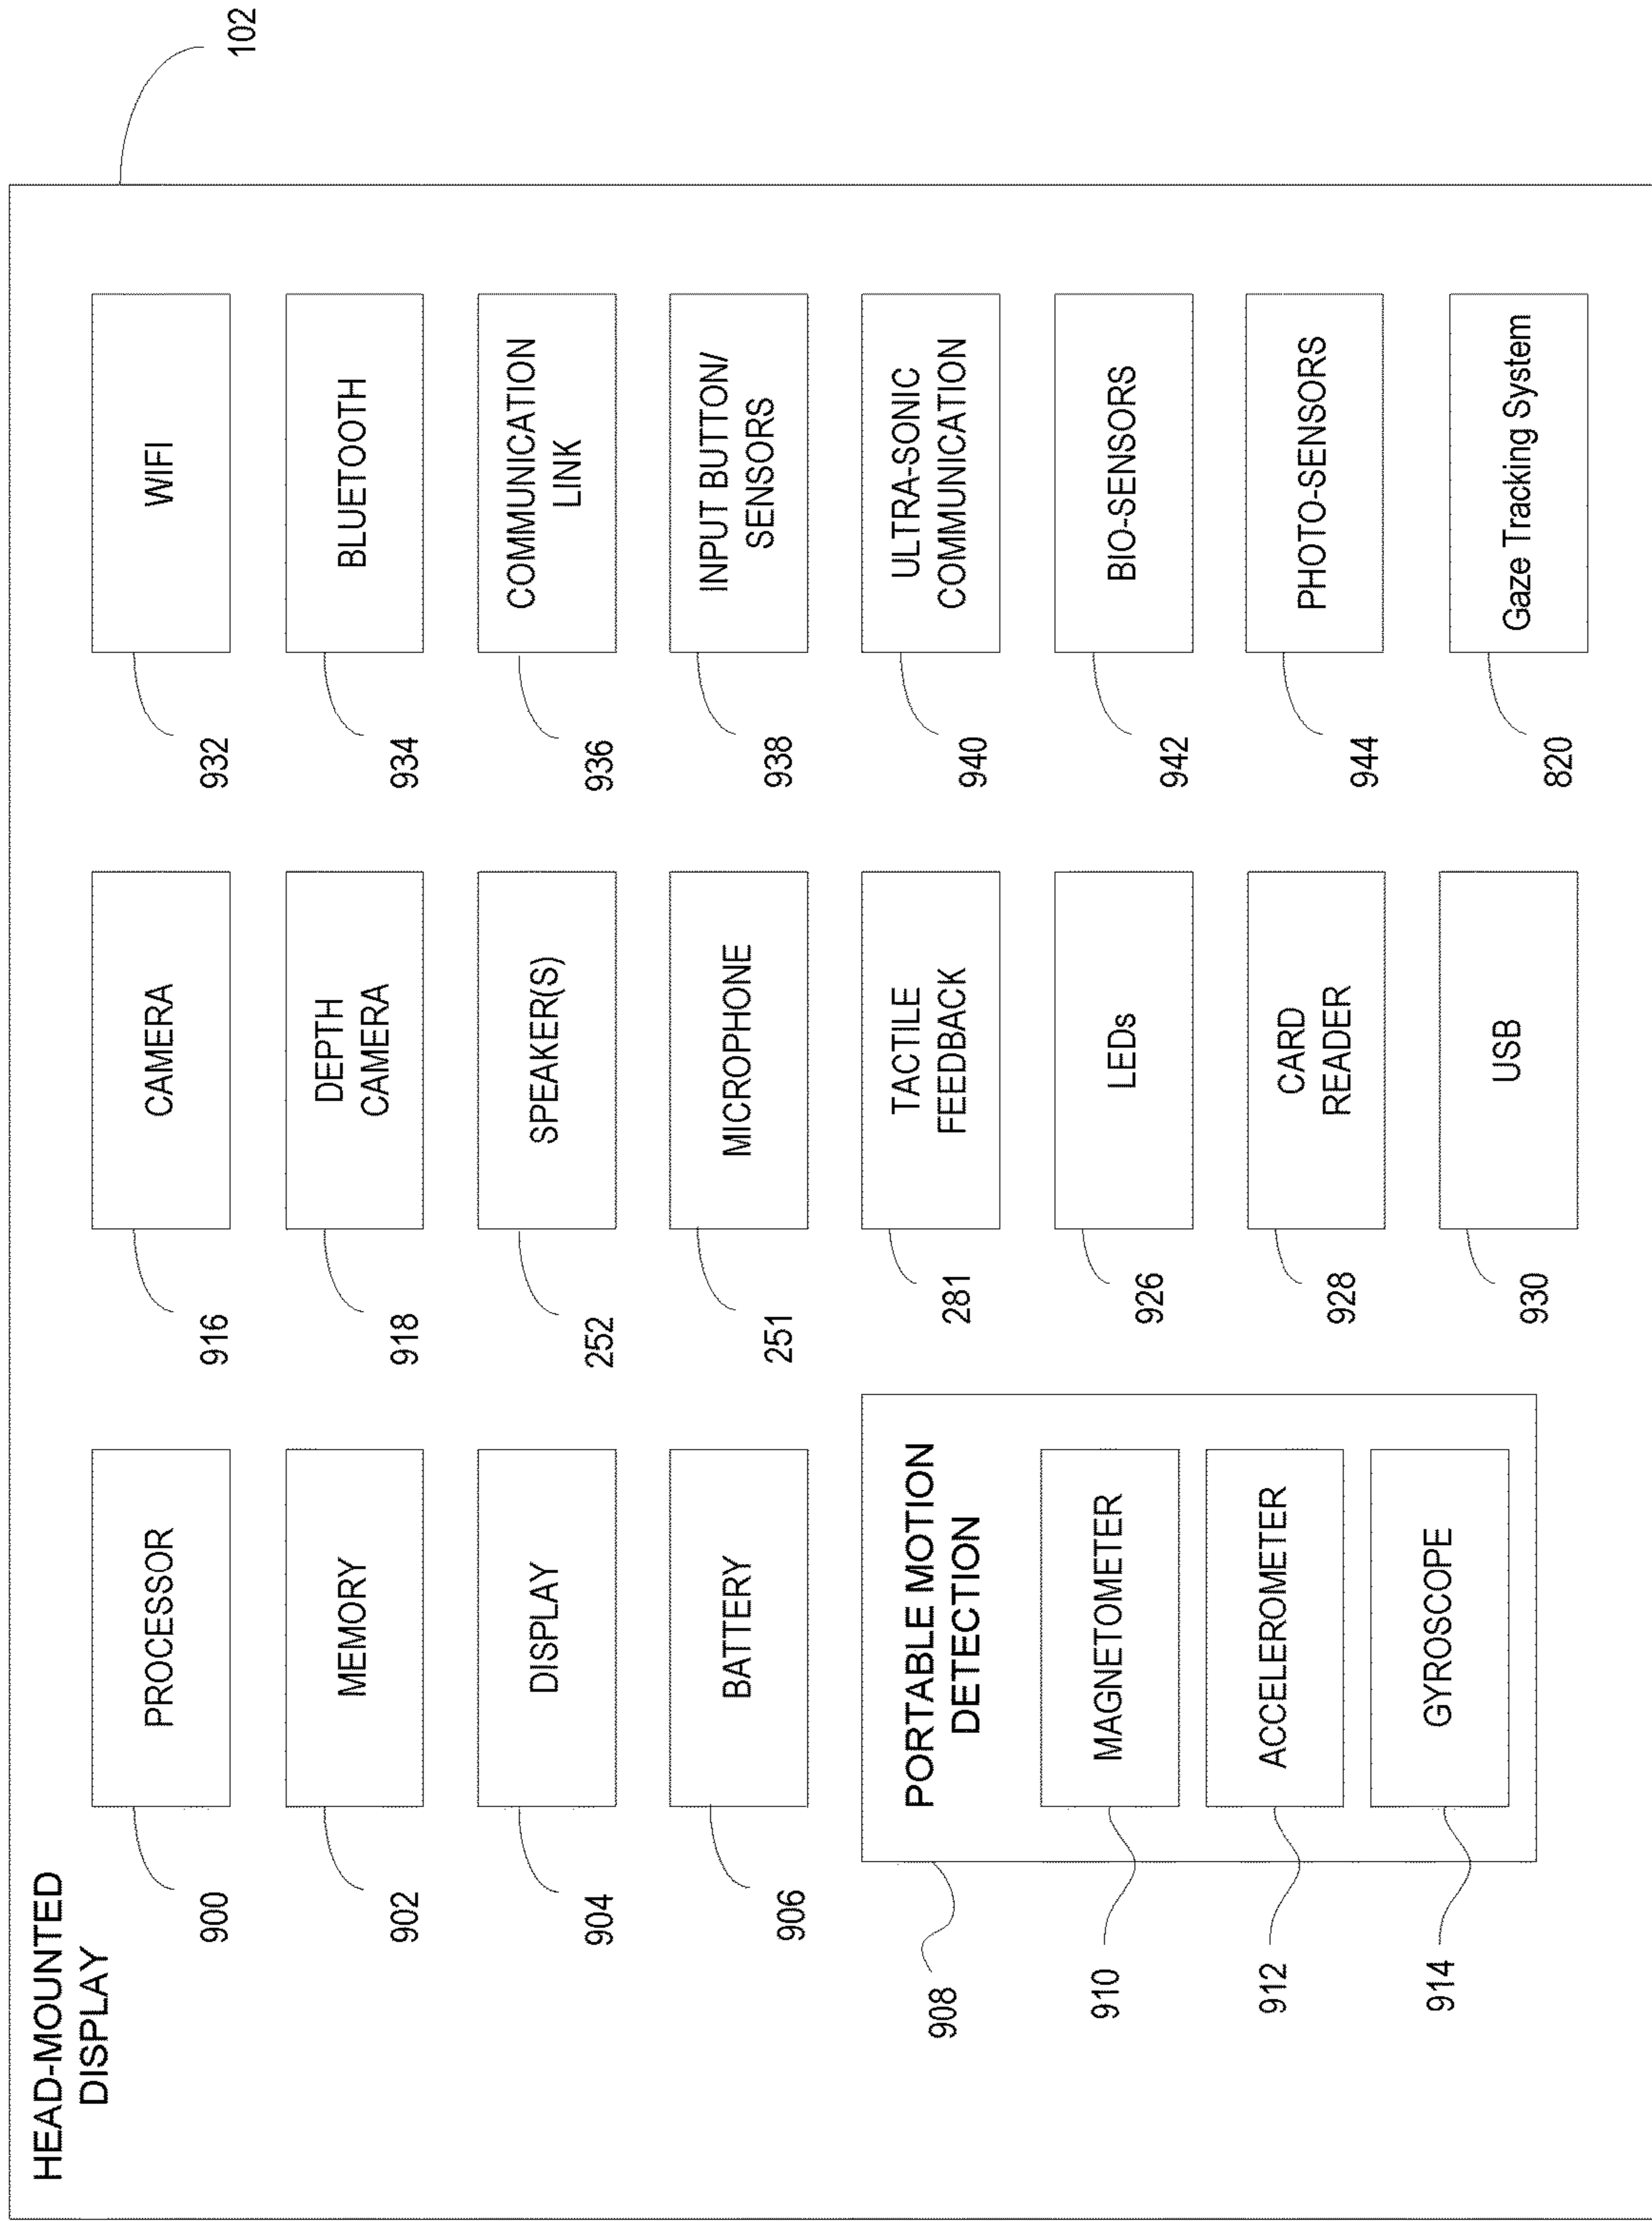 HEAD-MOUNTED
DISPLAY
102
900
PROCESSOR
902
MEMORY
904
DISPLAY
906
BATTERY
908
PORTABLE MOTION
DETECTION
910
MAGNETOMETER
912
ACCELEROMETER
914
GYROSCOPE
916
CAMERA
918
DEPTH
CAMERA
252
SPEAKER(S)
251
MICROPHONE
281
TACTILE
FEEDBACK
926
LEDs
928
CARD
READER
930
USB
932
WIFI
934
BLUETOOTH
936
COMMUNICATION
LINK
938
INPUT BUTTON/
SENSORS
940
ULTRA-SONIC
COMMUNICATION
942
BIO-SENSORS
944
PHOTO-SENSORS
820
Gaze Tracking System